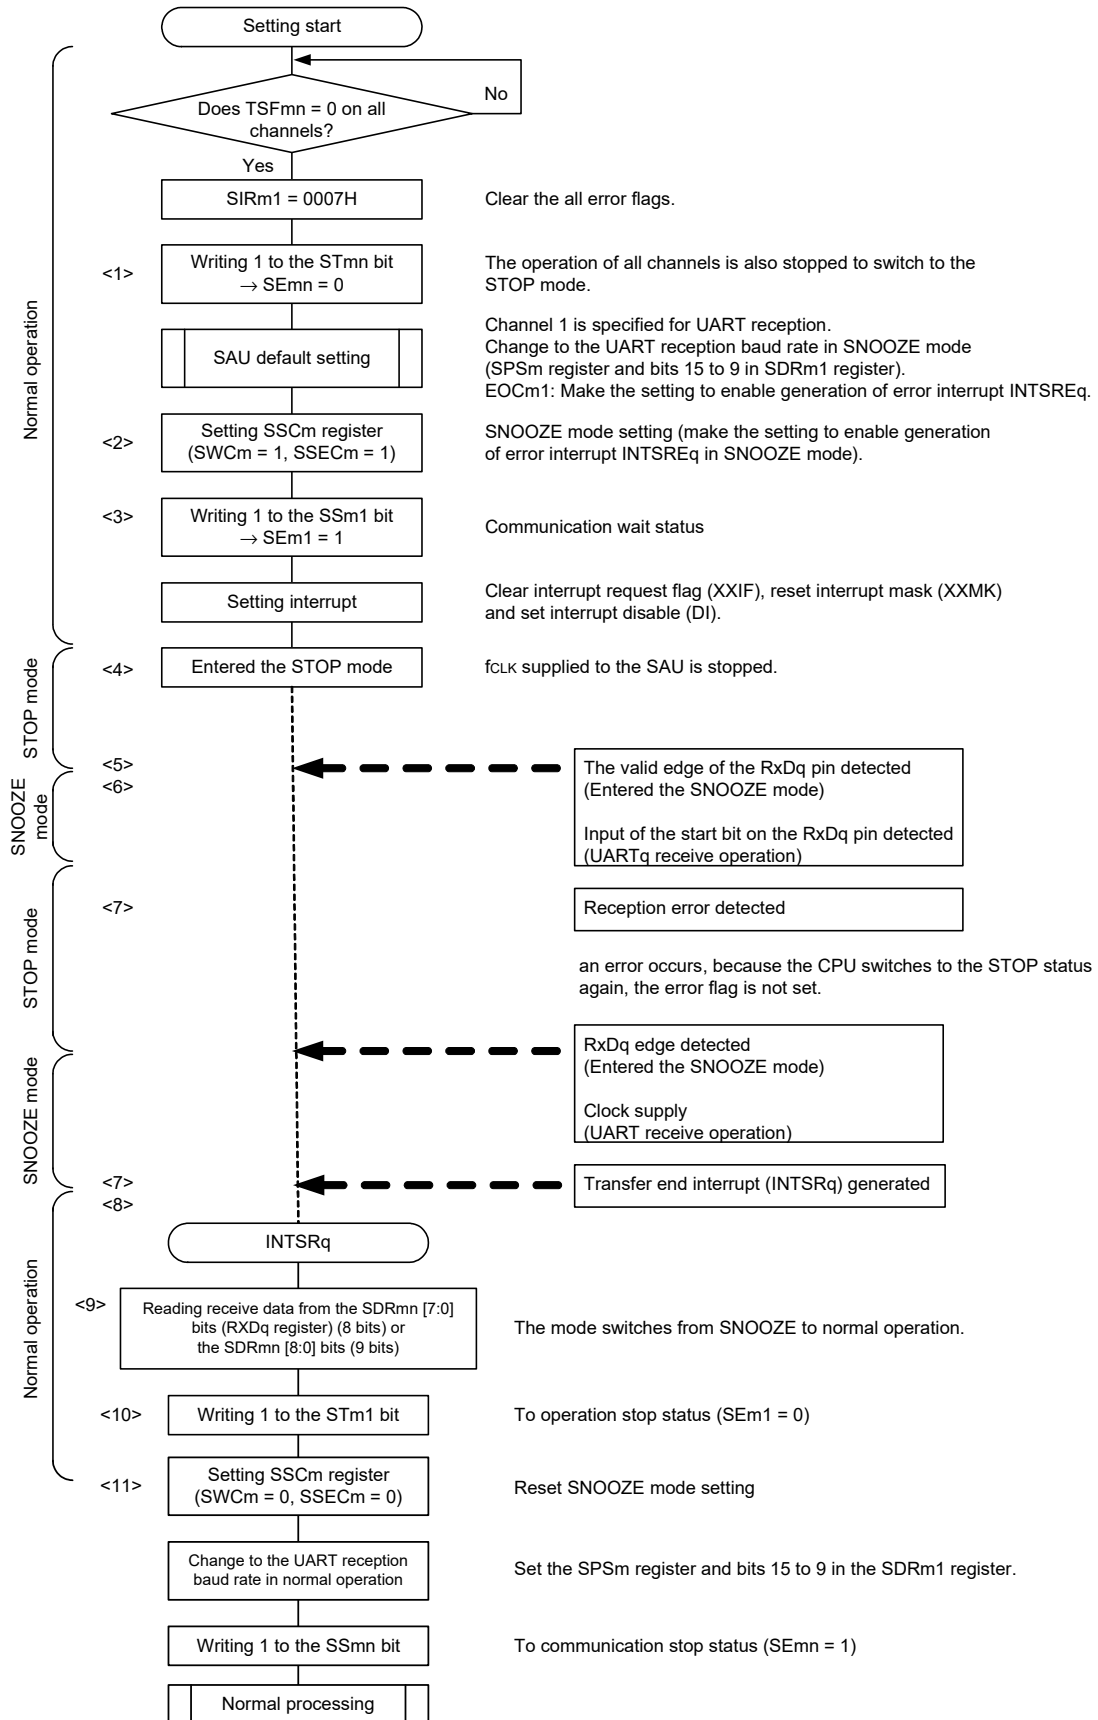 Setting start
No
Does TSFmn = 0 on all
channels?
Yes
SIRm1 = 0007H
Clear the all error flags.
<1>
Writing 1 to the STmn bit
→ SEmn = 0
The operation of all channels is also stopped to switch to the
STOP mode.
SAU default setting
Channel 1 is specified for UART reception.
Change to the UART reception baud rate in SNOOZE mode
(SPSm register and bits 15 to 9 in SDRm1 register).
EOCm1: Make the setting to enable generation of error interrupt INTSREq.
Normal operation
<2>
Setting SSCm register
(SWCm = 1, SSECm = 1)
SNOOZE mode setting (make the setting to enable generation
of error interrupt INTSREq in SNOOZE mode).
<3>
Writing 1 to the SSm1 bit
→ SEm1 = 1
Communication wait status
Setting interrupt
Clear interrupt request flag (XXIF), reset interrupt mask (XXMK)
and set interrupt disable (DI).
STOP mode
<4>
Entered the STOP mode
fCLK supplied to the SAU is stopped.
<5>
<6>
SNOOZE
mode
The valid edge of the RxDq pin detected
(Entered the SNOOZE mode)
Input of the start bit on the RxDq pin detected
(UARTq receive operation)
STOP mode
<7>
Reception error detected
an error occurs, because the CPU switches to the STOP status
again, the error flag is not set.
SNOOZE mode
RxDq edge detected
(Entered the SNOOZE mode)
Clock supply
(UART receive operation)
<7>
<8>
Transfer end interrupt (INTSRq) generated
INTSRq
Normal operation
<9>
Reading receive data from the SDRmn [7:0]
bits (RXDq register) (8 bits) or
the SDRmn [8:0] bits (9 bits)
The mode switches from SNOOZE to normal operation.
<10>
Writing 1 to the STm1 bit
To operation stop status (SEm1 = 0)
<11>
Setting SSCm register
(SWCm = 0, SSECm = 0)
Reset SNOOZE mode setting
Change to the UART reception
baud rate in normal operation
Set the SPSm register and bits 15 to 9 in the SDRm1 register.
Writing 1 to the SSmn bit
To communication stop status (SEmn = 1)
Normal processing